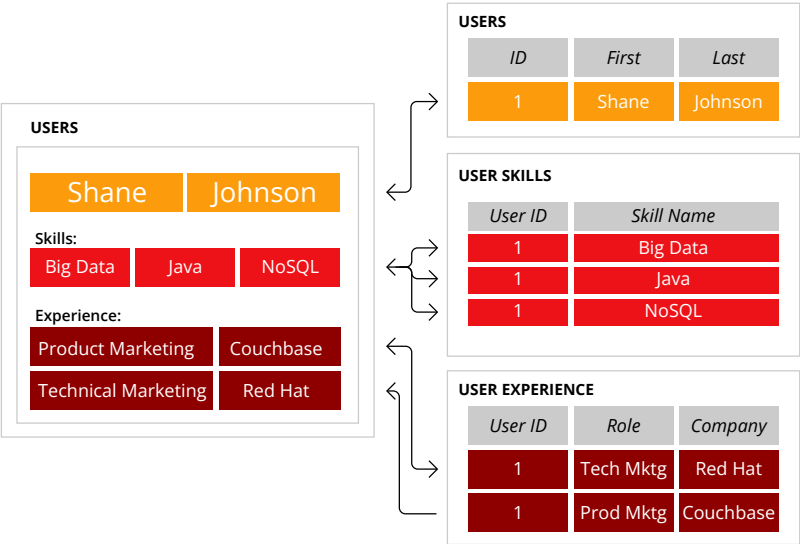 USERS
Shane Johnson
Skills:
Big Data Java NoSQL
Experience:
Product Marketing Couchbase
Technical Marketing Red Hat
USERS
ID First Last
1 Shane Johnson
USER SKILLS
User ID Skill Name
1 Big Data
1 Java
1 NoSQL
USER EXPERIENCE
User ID Role Company
1 Tech Mktg Red Hat
1 Prod Mktg Couchbase